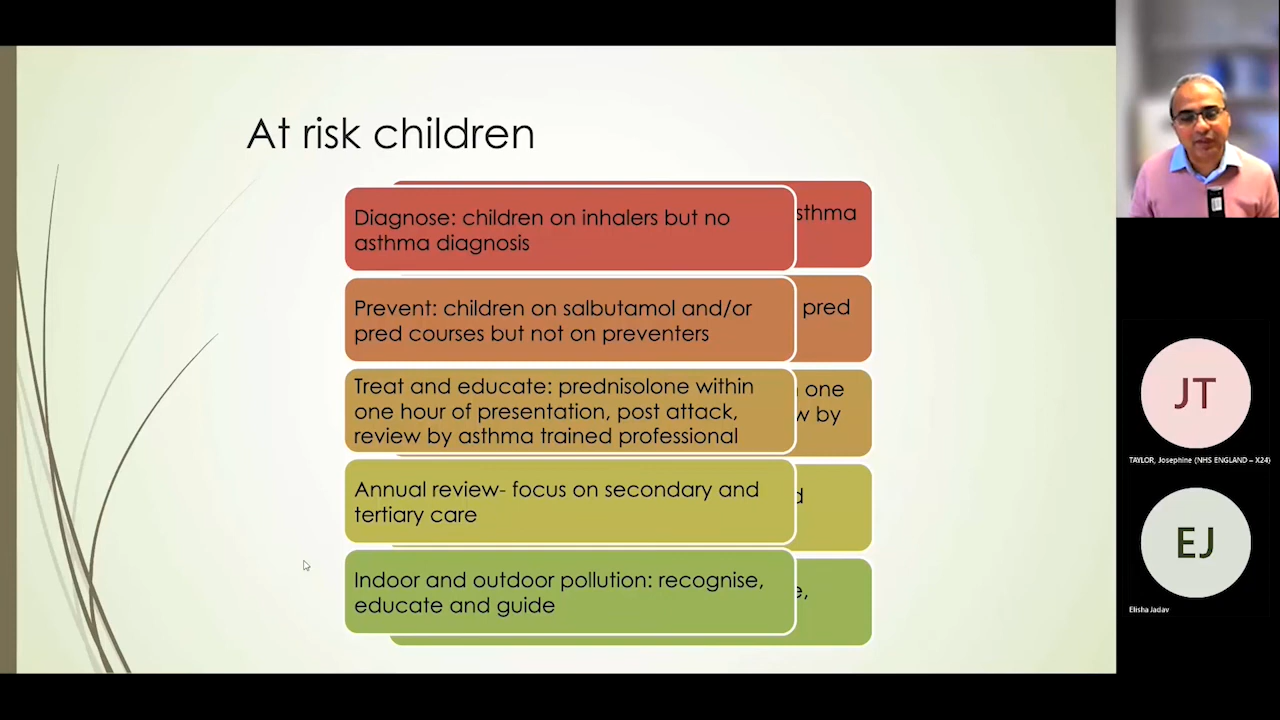 At risk children
Diagnose: children on inhalers but no
asthma diagnosis
sthma
Prevent: children on salbutamol and/or
pred courses but not on preventers
pred
Treat and educate: prednisolone within
one hour of presentation, post attack,
review by asthma trained professional
one
w by
Annual review- focus on secondary and
tertiary care
d
Indoor and outdoor pollution: recognise,
educate and guide
e,
JT
TAYLOR, Josephine (NHS ENGLAND – X24)
EJ
Elisha Jadav